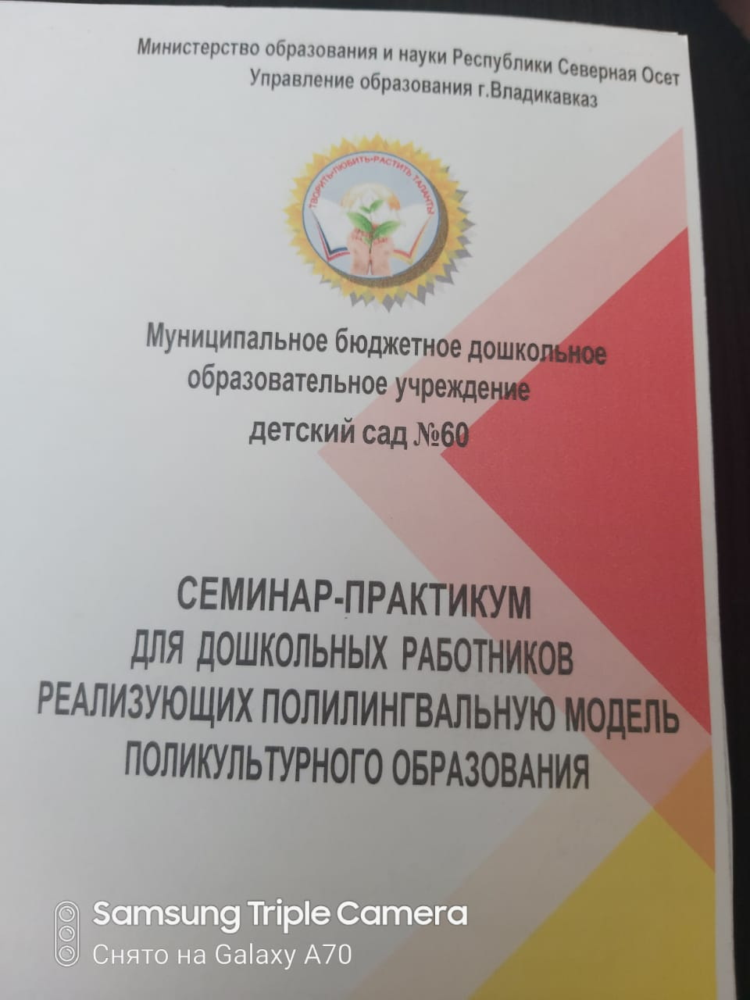 Министерство образования и науки Республики Северная Осет
Управление образования г.Владикавказ
ТВОРИТЬ•ЛЮБИТЬ•РАСТИТЬ ТАЛАНТЫ
Муниципальное бюджетное дошкольное
образовательное учреждение
детский сад №60
СЕМИНАР-ПРАКТИКУМ
ДЛЯ ДОШКОЛЬНЫХ РАБОТНИКОВ
РЕАЛИЗУЮЩИХ ПОЛИЛИНГВАЛЬНУЮ МОДЕЛЬ
ПОЛИКУЛЬТУРНОГО ОБРАЗОВАНИЯ
Samsung Triple Camera
Снято на Galaxy A70